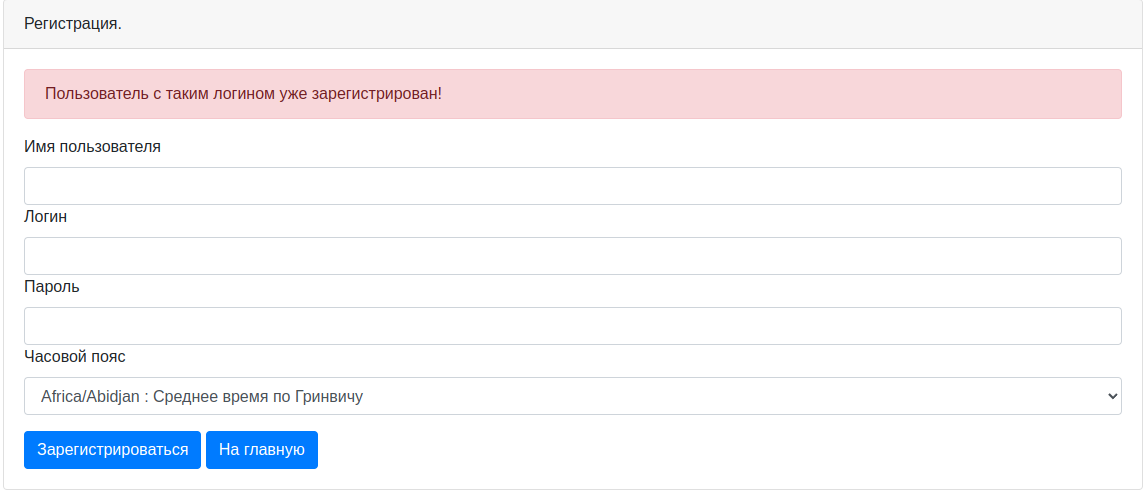 Регистрация.
Пользователь с таким логином уже зарегистрирован!
Имя пользователя
Логин
Пароль
Часовой пояс
Africa/Abidjan : Среднее время по Гринвичу
Зарегистрироваться На главную